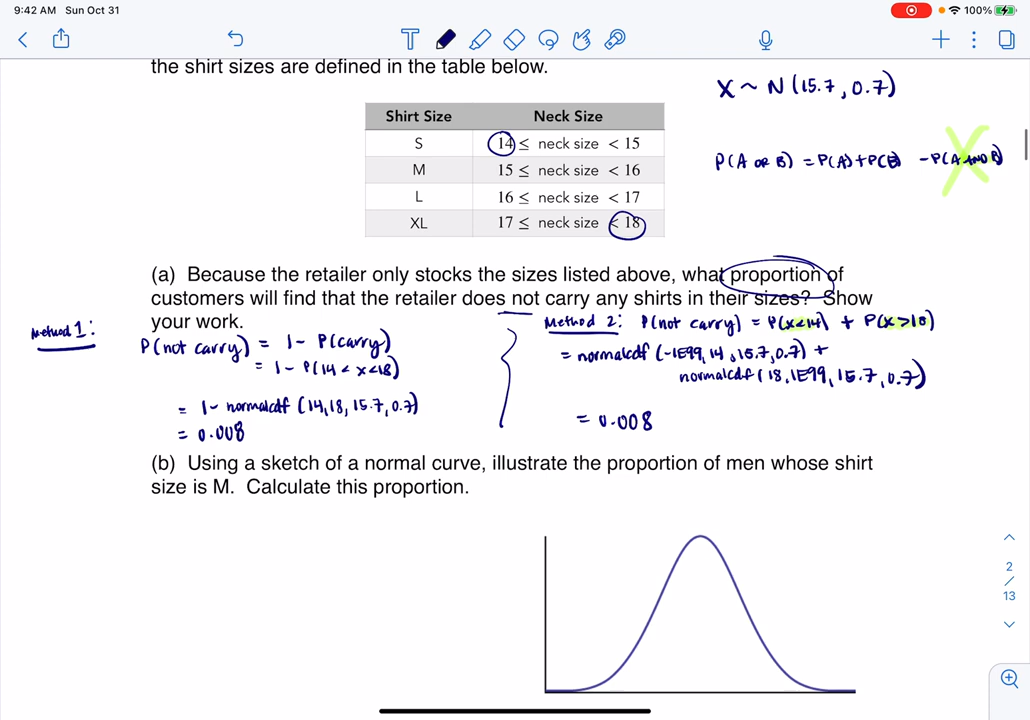 9:42 AM Sun Oct 31
100%
the shirt sizes are defined in the table below.
X ~ N(15.7, 0.7)
Shirt Size Neck Size
S 14 ≤ neck size < 15
M 15 ≤ neck size < 16
L 16 ≤ neck size < 17
XL 17 ≤ neck size < 18
P(A or B) = P(A) + P(B) - P(A AND B)
(a) Because the retailer only stocks the sizes listed above, what proportion of
customers will find that the retailer does not carry any shirts in their sizes? Show
your work.
Method 1:
P(not carry) = 1- P(carry)
= 1- P(14 < x < 18)
= 1- normalcdf (14, 18, 15.7, 0.7)
= 0.008
Method 2: P(not carry) = P(x<14) + P(x>18)
= normalcdf (-1E99, 14, 15.7, 0.7) +
normalcdf (18, 1E99, 15.7, 0.7)
= 0.008
(b) Using a sketch of a normal curve, illustrate the proportion of men whose shirt
size is M. Calculate this proportion.
2
/
13